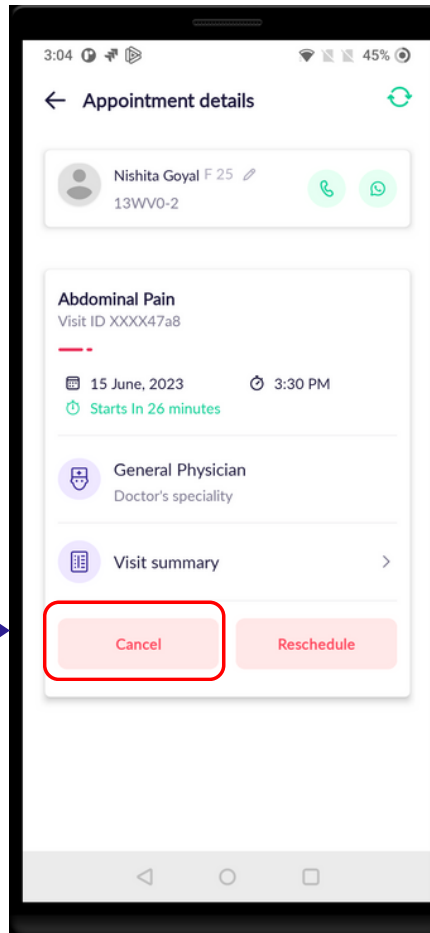 3:04 45%
Appointment details
Nishita Goyal F 25
13WV0-2
Abdominal Pain
Visit ID XXXX47a8
15 June, 2023 3:30 PM
Starts In 26 minutes
General Physician
Doctor's speciality
Visit summary
Cancel Reschedule